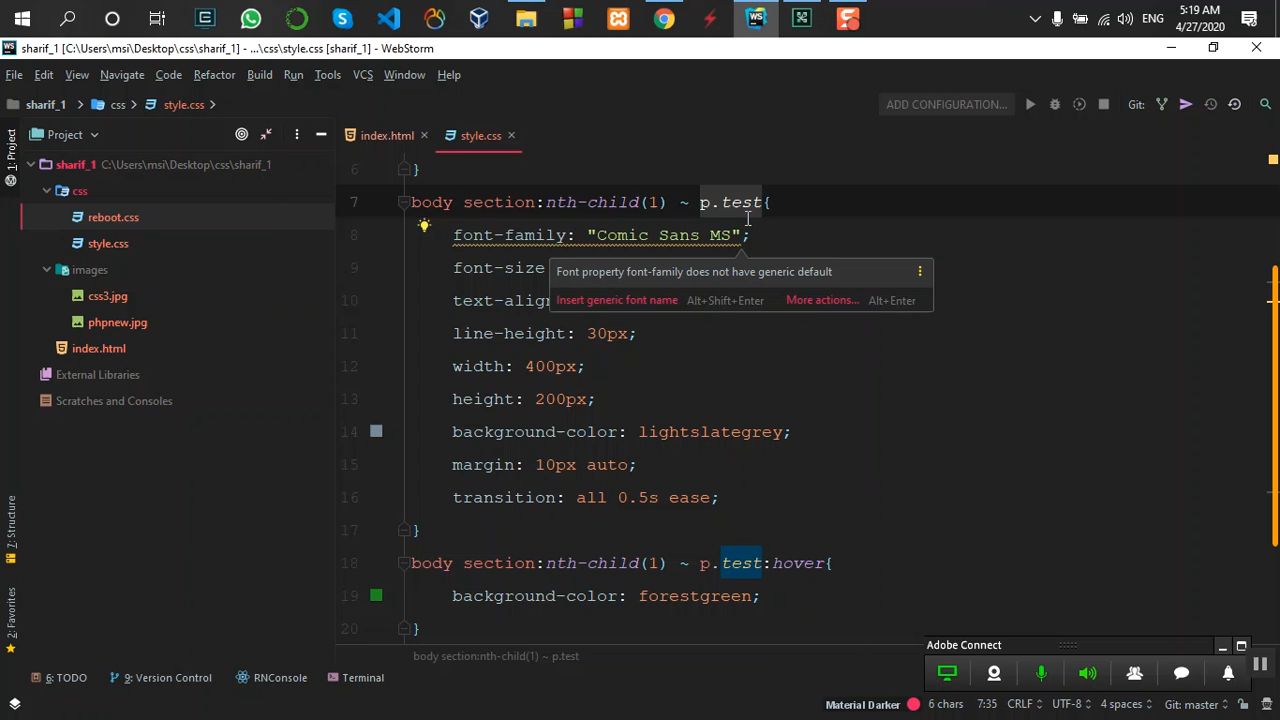 5:19 AM
ENG
4/27/2020
sharif_1 [C:\Users\msi\Desktop\css\sharif_1] - ...\css\style.css [sharif_1] - WebStorm
File Edit View Navigate Code Refactor Build Run Tools VCS Window Help
sharif_1 css style.css
ADD CONFIGURATION...
Git:
1: Project
Project
index.html
style.css
sharif_1 C:\Users\msi\Desktop\css\sharif_1
css
reboot.css
style.css
images
css3.jpg
phpnew.jpg
index.html
External Libraries
Scratches and Consoles
7: Structure
2: Favorites
6 }
7 body section:nth-child(1) ~ p.test{
8 font-family: "Comic Sans MS";
9 font-size
10 text-align
11 line-height: 30px;
12 width: 400px;
13 height: 200px;
14 background-color: lightslategrey;
15 margin: 10px auto;
16 transition: all 0.5s ease;
17 }
18 body section:nth-child(1) ~ p.test:hover{
19 background-color: forestgreen;
20 }
Font property font-family does not have generic default
Insert generic font name Alt+Shift+Enter More actions... Alt+Enter
body section:nth-child(1) ~ p.test
Adobe Connect
6: TODO
9: Version Control
RNConsole
Terminal
Material Darker
6 chars
7:35
CRLF
UTF-8
4 spaces
Git: master